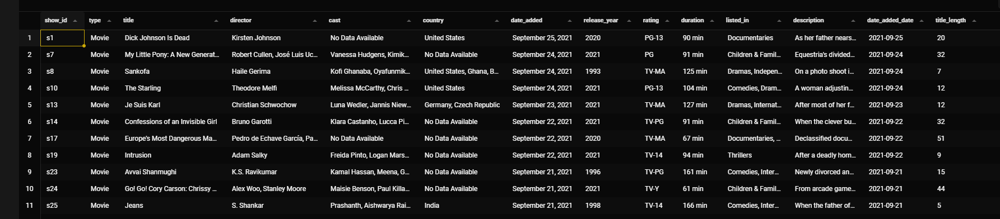 show_id type title director cast country date_added release_year rating duration listed_in description date_added_date title_length
1 s1 Movie Dick Johnson Is Dead Kirsten Johnson No Data Available United States September 25, 2021 2020 PG-13 90 min Documentaries As her father nears... 2021-09-25 20
2 s7 Movie My Little Pony: A New Generat... Robert Cullen, José Luis Uc... Vanessa Hudgens, Kimik... No Data Available September 24, 2021 2021 PG 91 min Children & Famil... Equestria's divided... 2021-09-24 32
3 s8 Movie Sankofa Haile Gerima Kofi Ghanaba, Oyafunmik... United States, Ghana, B... September 24, 2021 1993 TV-MA 125 min Dramas, Indepen... On a photo shoot i... 2021-09-24 7
4 s10 Movie The Starling Theodore Melfi Melissa McCarthy, Chris ... United States September 24, 2021 2021 PG-13 104 min Comedies, Dram... A woman adjustin... 2021-09-24 12
5 s13 Movie Je Suis Karl Christian Schwochow Luna Wedler, Jannis Niew... Germany, Czech Republic September 23, 2021 2021 TV-MA 127 min Dramas, Internat... After most of her f... 2021-09-23 12
6 s14 Movie Confessions of an Invisible Girl Bruno Garotti Klara Castanho, Lucca Pi... No Data Available September 22, 2021 2021 TV-PG 91 min Children & Famil... When the clever bu... 2021-09-22 32
7 s17 Movie Europe's Most Dangerous Ma... Pedro de Echave García, Pa... No Data Available No Data Available September 22, 2021 2020 TV-MA 67 min Documentaries, ... Declassified docu... 2021-09-22 51
8 s19 Movie Intrusion Adam Salky Freida Pinto, Logan Mars... No Data Available September 22, 2021 2021 TV-14 94 min Thrillers After a deadly hom... 2021-09-22 9
9 s23 Movie Avvai Shanmughi K.S. Ravikumar Kamal Hassan, Meena, G... No Data Available September 21, 2021 1996 TV-PG 161 min Comedies, Inter... Newly divorced an... 2021-09-21 15
10 s24 Movie Go! Go! Cory Carson: Chrissy ... Alex Woo, Stanley Moore Maisie Benson, Paul Killa... No Data Available September 21, 2021 2021 TV-Y 61 min Children & Famil... From arcade game... 2021-09-21 44
11 s25 Movie Jeans S. Shankar Prashanth, Aishwarya Rai... India September 21, 2021 1998 TV-14 166 min Comedies, Inter... When the father of... 2021-09-21 5